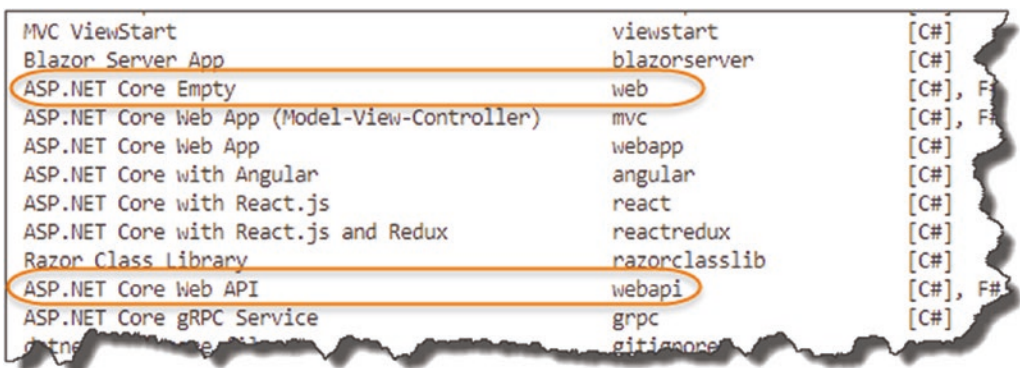 MVC ViewStart viewstart [C#]
Blazor Server App blazorserver [C#]
ASP.NET Core Empty web [C#], F#
ASP.NET Core Web App (Model-View-Controller) mvc [C#], F#
ASP.NET Core Web App webapp [C#]
ASP.NET Core with Angular angular [C#]
ASP.NET Core with React.js react [C#]
ASP.NET Core with React.js and Redux reactredux [C#]
Razor Class Library razorclasslib [C#]
ASP.NET Core Web API webapi [C#], F#
ASP.NET Core gRPC Service grpc [C#]
gitignore